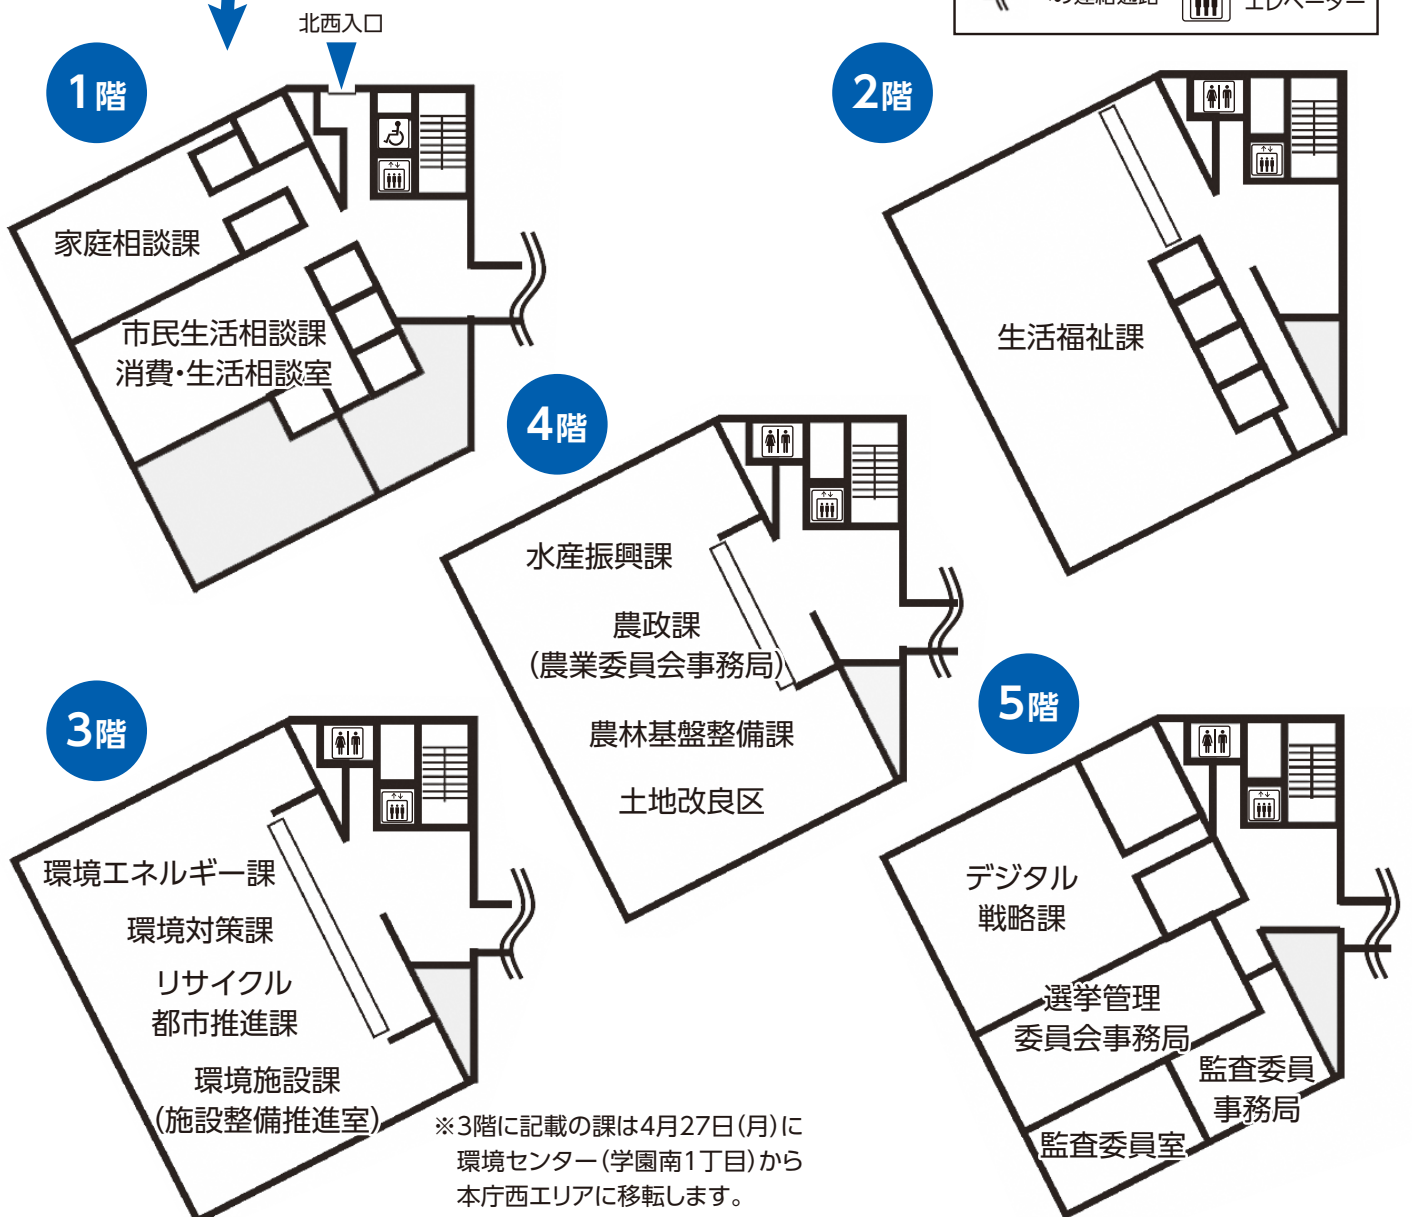 北西入口
の連絡通路
エレベーター
1階
家庭相談課
市民生活相談課
消費・生活相談室
2階
生活福祉課
4階
水産振興課
農政課
(農業委員会事務局)
農林基盤整備課
土地改良区
3階
環境エネルギー課
環境対策課
リサイクル
都市推進課
環境施設課
(施設整備推進室)
5階
デジタル
戦略課
選挙管理
委員会事務局
監査委員
事務局
監査委員室
※3階に記載の課は4月27日(月)に
環境センター(学園南1丁目)から
本庁西エリアに移転します。